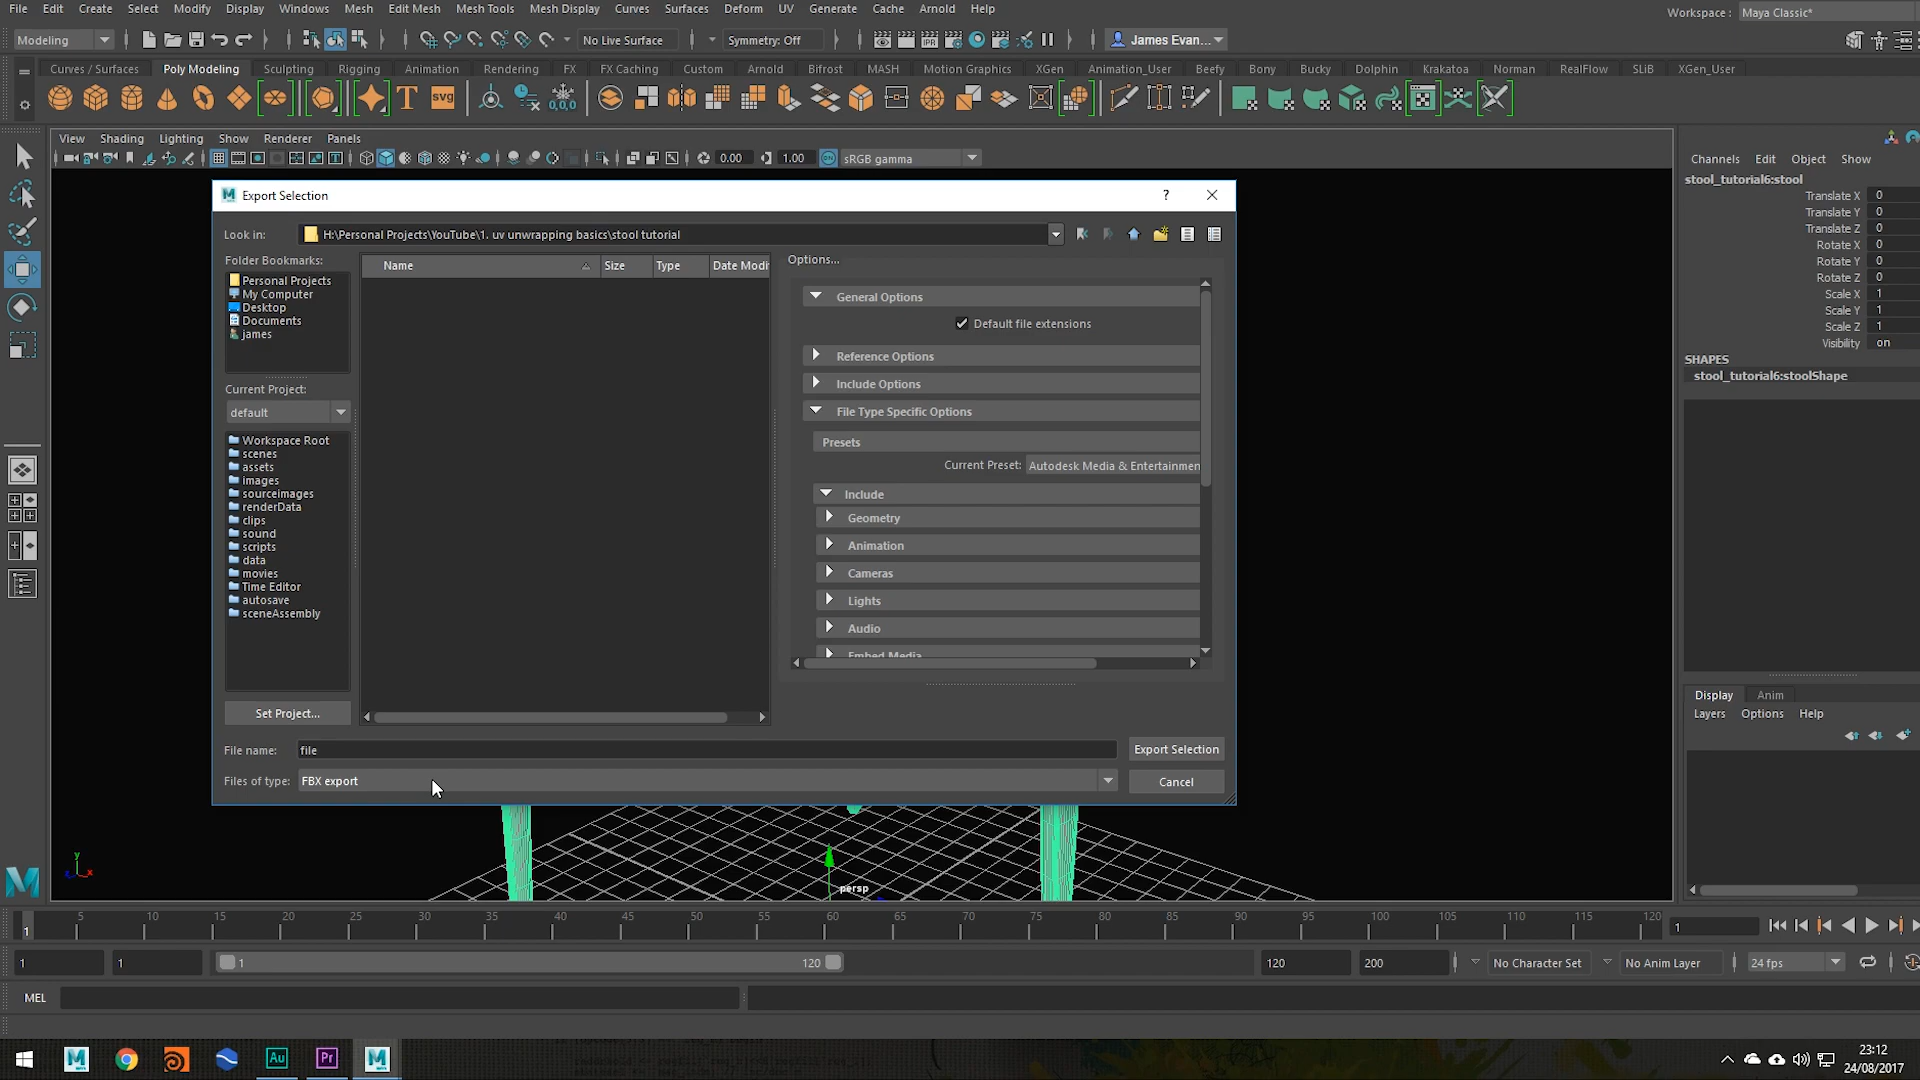 File Edit Create Select Modify Display Windows Mesh Edit Mesh Mesh Tools Mesh Display Curves Surfaces Deform UV Generate Cache Arnold Help
Workspace : Maya Classic*
Modeling No Live Surface Symmetry: Off James Evan...
Curves / Surfaces Poly Modeling Sculpting Rigging Animation Rendering FX FX Caching Custom Arnold Bifrost MASH Motion Graphics XGen Animation_User Beefy Bony Bucky Dolphin Krakatoa Norman RealFlow SLiB XGen_User
T svg
View Shading Lighting Show Renderer Panels
0.00 1.00 ON sRGB gamma
Channels Edit Object Show
stool_tutorial6:stool
Translate X 0
Translate Y 0
Translate Z 0
Rotate X 0
Rotate Y 0
Rotate Z 0
Scale X 1
Scale Y 1
Scale Z 1
Visibility on
SHAPES
stool_tutorial6:stoolShape
Export Selection ?
Look in: H:\Personal Projects\YouTube\1. uv unwrapping basics\stool tutorial
Folder Bookmarks:
Personal Projects
My Computer
Desktop
Documents
james
Current Project:
default
Workspace Root
scenes
assets
images
sourceimages
renderData
clips
sound
scripts
data
movies
Time Editor
autosave
sceneAssembly
Set Project...
Name Size Type Date Modi
Options...
General Options
Default file extensions
Reference Options
Include Options
File Type Specific Options
Presets
Current Preset: Autodesk Media & Entertainmen
Include
Geometry
Animation
Cameras
Lights
Audio
Embed Media
File name: file Export Selection
Files of type: FBX export Cancel
Display Anim
Layers Options Help
y
x
persp
5 10 15 20 25 30 35 40 45 50 55 60 65 70 75 80 85 90 95 100 105 110 115 120
1 1
1 1 1 120 120 200 No Character Set No Anim Layer 24 fps
MEL
Au Pr
23:12
24/08/2017